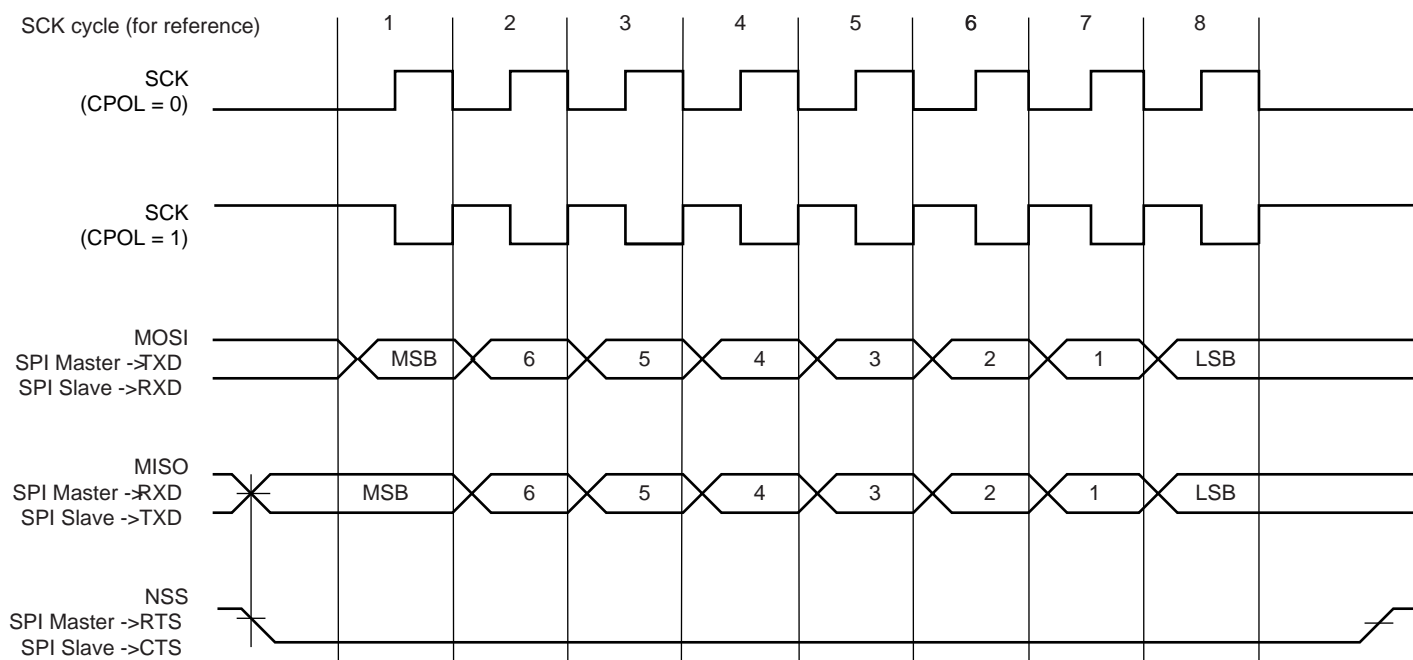 SCK cycle (for reference) 1 2 3 4 5 6 7 8
SCK
(CPOL = 0)
SCK
(CPOL = 1)
MOSI
SPI Master ->TXD
SPI Slave ->RXD
MSB 6 5 4 3 2 1 LSB
MISO
SPI Master ->RXD
SPI Slave ->TXD
MSB 6 5 4 3 2 1 LSB
NSS
SPI Master ->RTS
SPI Slave ->CTS